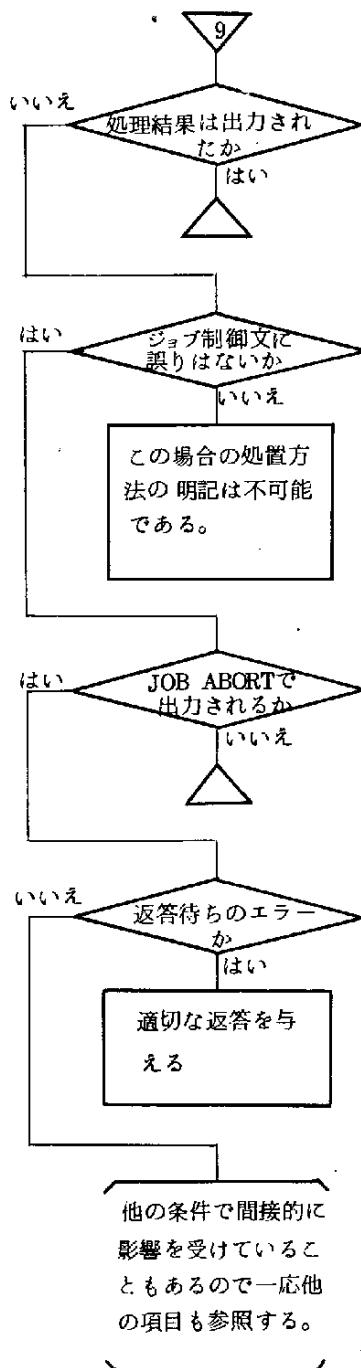 9
いいえ
処理結果は出力され
たか
はい
はい
ジョブ制御文に
誤りはないか
いいえ
この場合の処置方
法の明記は不可能
である。
はい
JOB ABORTで
出力されるか
いいえ
いいえ
返答待ちのエラー
か
はい
適切な返答を与
える
他の条件で間接的に
影響を受けているこ
ともあるので一応他
の項目も参照する。